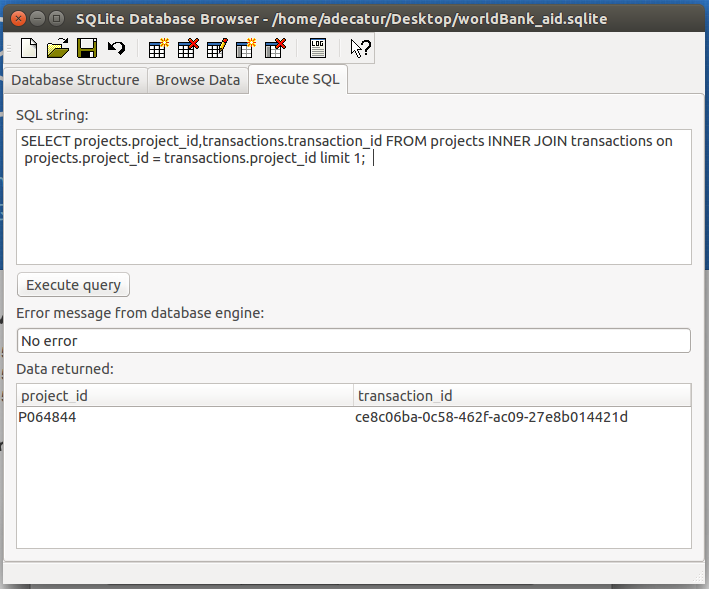 SQLite Database Browser - /home/adecatur/Desktop/worldBank_aid.sqlite
LOG
Database Structure Browse Data Execute SQL
SQL string:
SELECT projects.project_id,transactions.transaction_id FROM projects INNER JOIN transactions on
projects.project_id = transactions.project_id limit 1;
Execute query
Error message from database engine:
No error
Data returned:
project_id transaction_id
P064844 ce8c06ba-0c58-462f-ac09-27e8b014421d